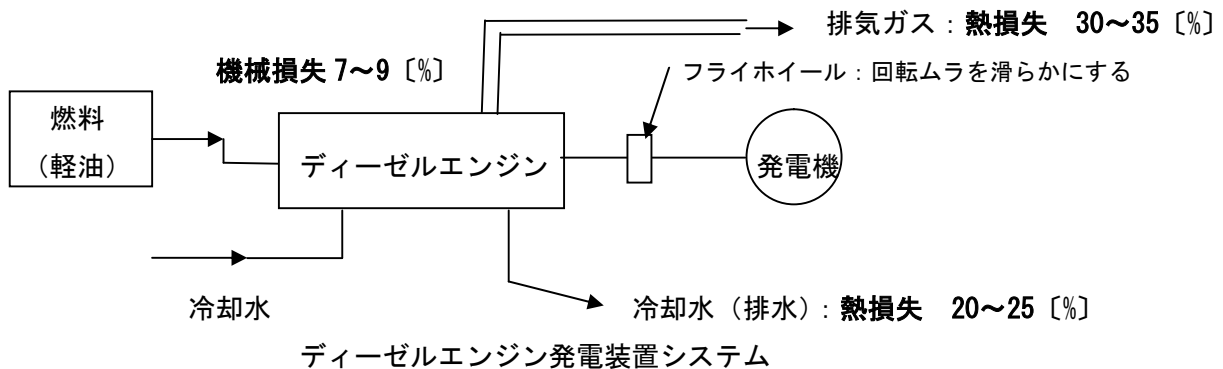 排気ガス：熱損失　30～35〔%〕
機械損失 7～9〔%〕
フライホイール：回転ムラを滑らかにする
燃料
（軽油）
ディーゼルエンジン
発電機
冷却水
冷却水（排水）：熱損失　20～25〔%〕
ディーゼルエンジン発電装置システム